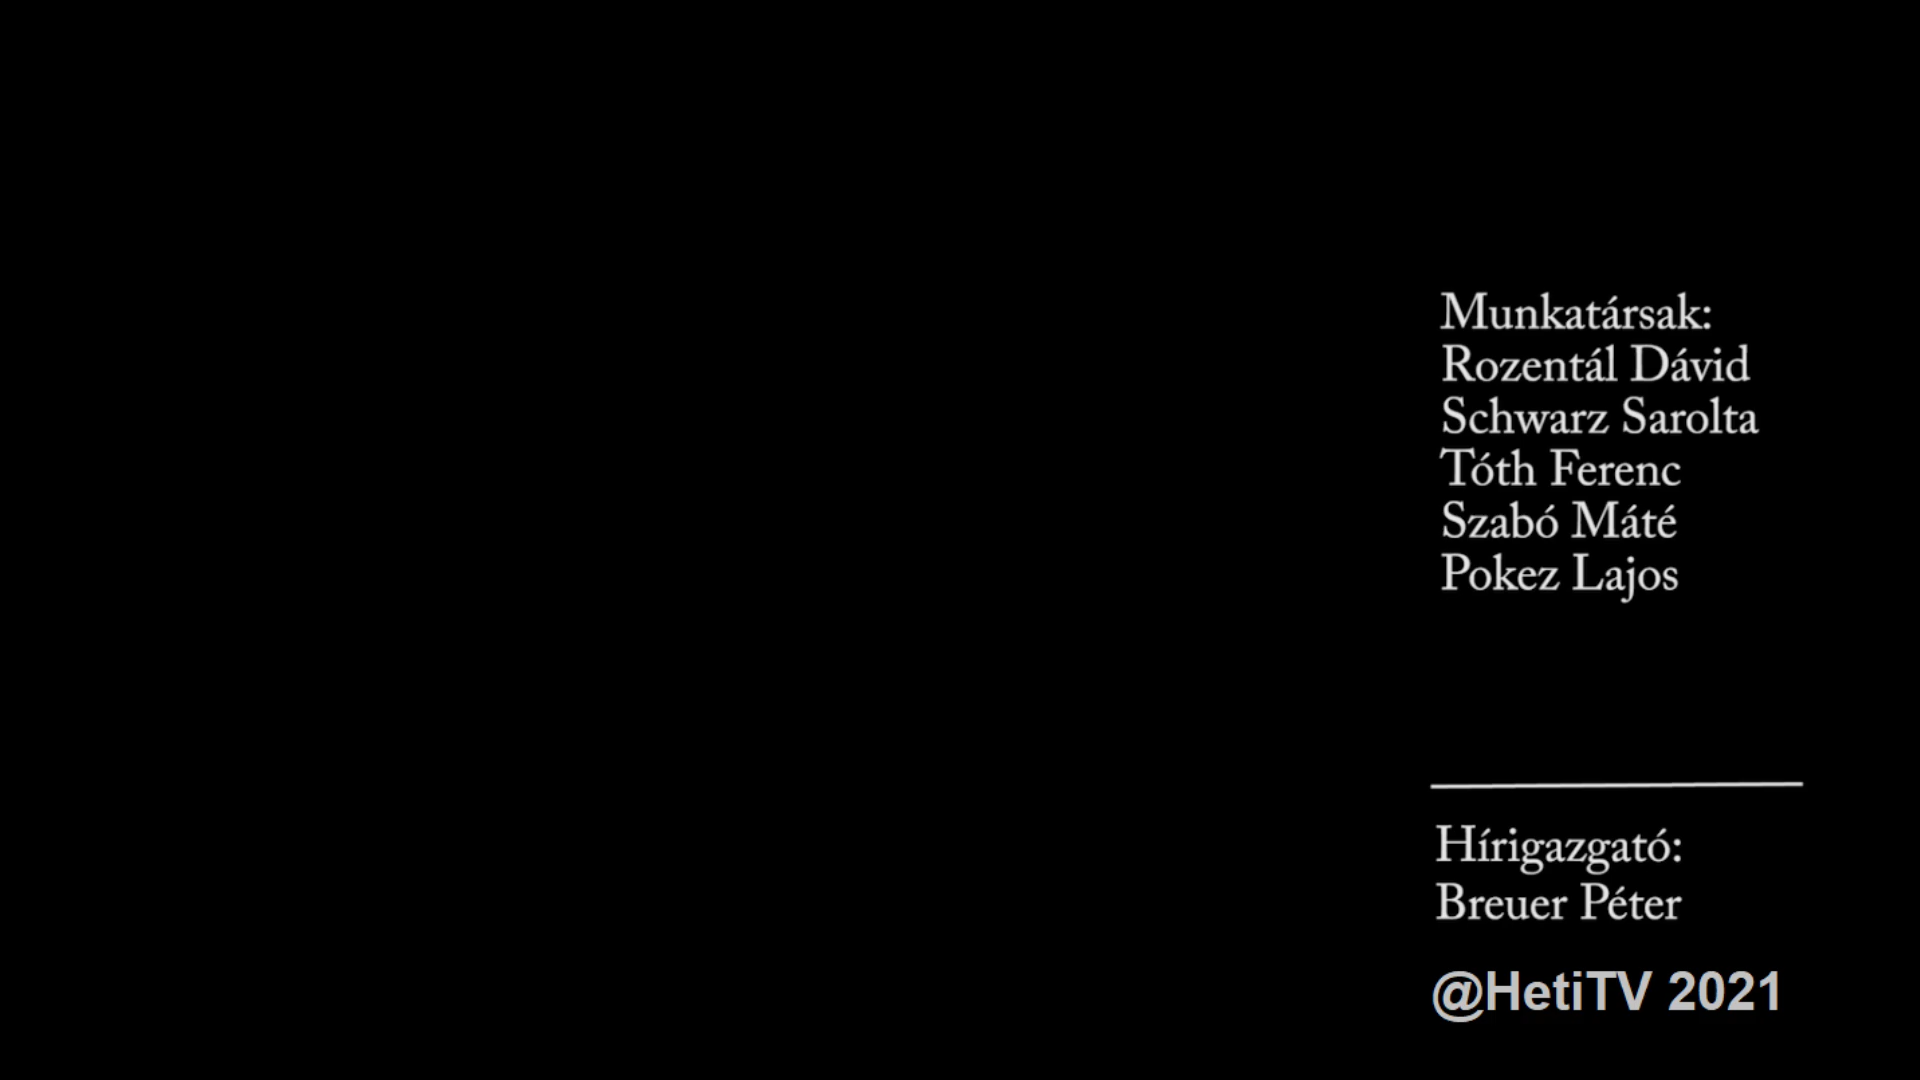 Munkatársak:
Rozentál Dávid
Schwarz Sarolta
Tóth Ferenc
Szabó Máté
Pokez Lajos
Hírigazgató:
Breuer Péter
@HetiTV 2021